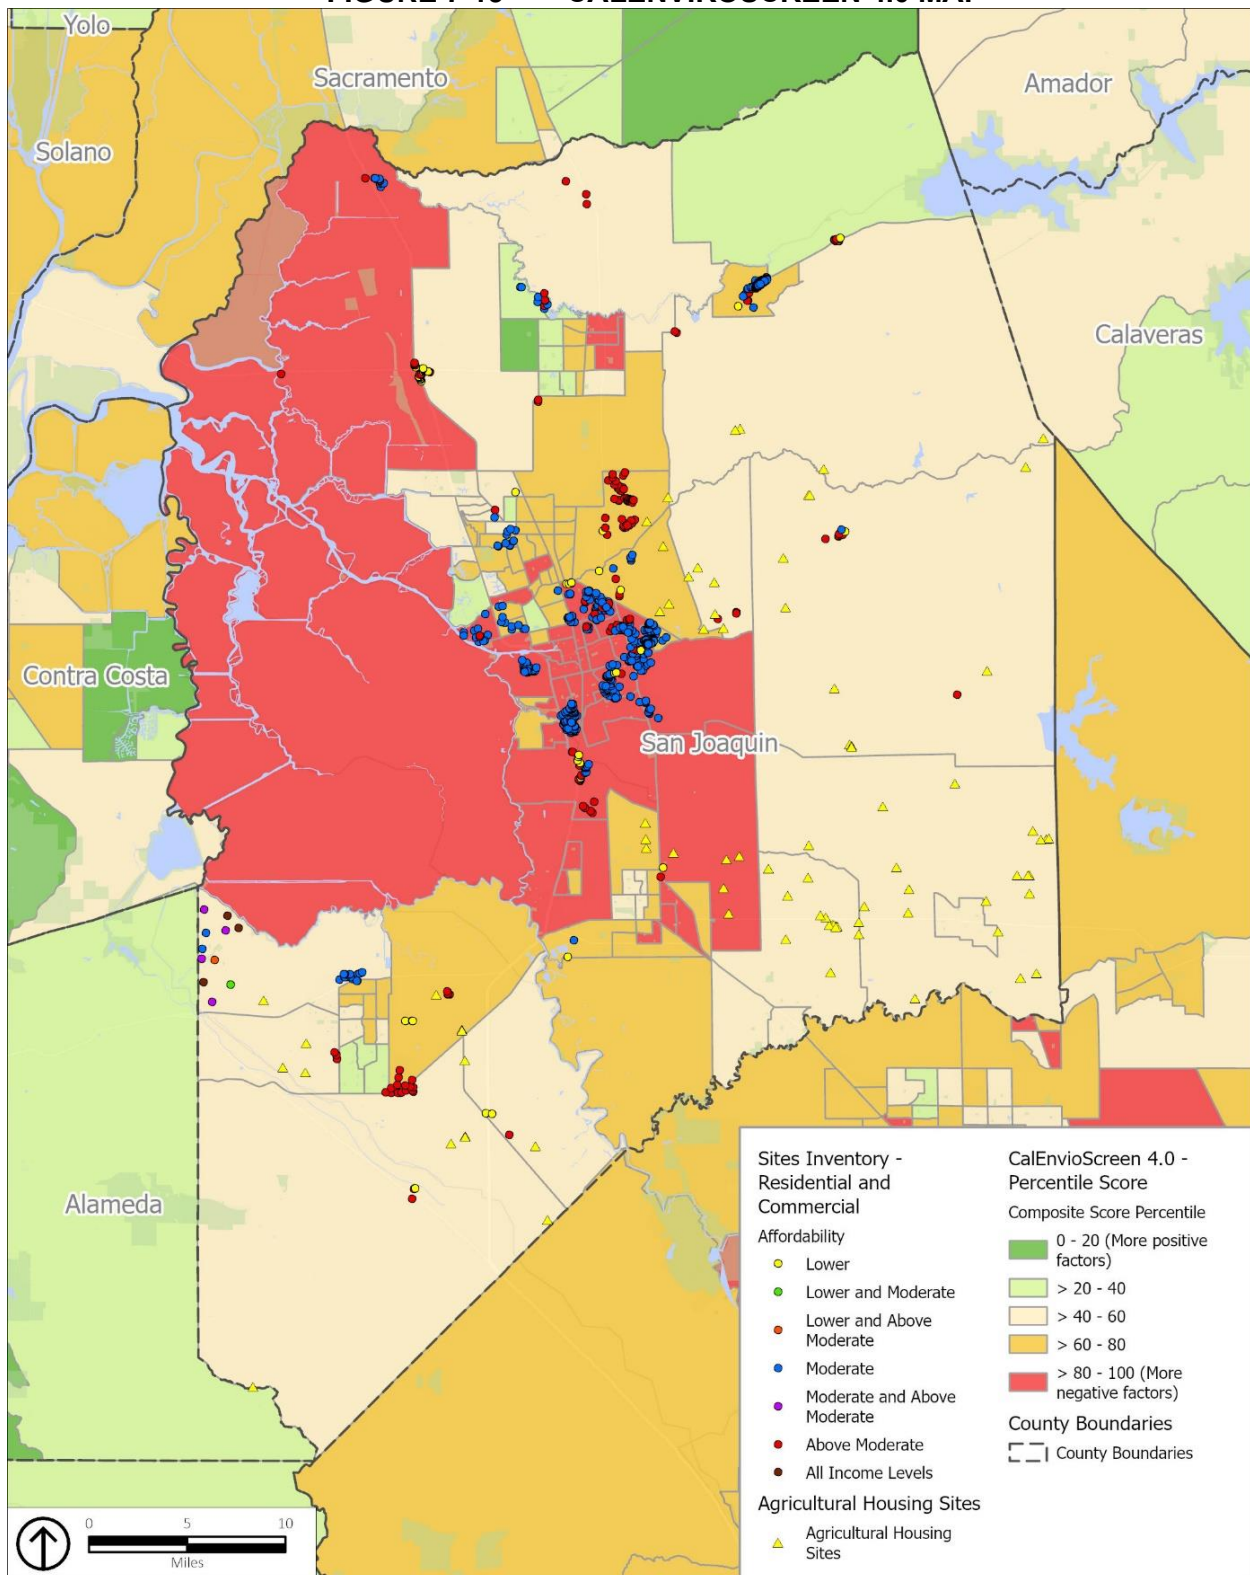 Yolo
Sacramento
Amador
Solano
Calaveras
Contra Costa
San Joaquin
Alameda
Sites Inventory -
Residential and
Commercial
Affordability
Lower
Lower and Moderate
Lower and Above
Moderate
Moderate
Moderate and Above
Moderate
Above Moderate
All Income Levels
Agricultural Housing Sites
Agricultural Housing
Sites
CalEnvioScreen 4.0 -
Percentile Score
Composite Score Percentile
0 - 20 (More positive
factors)
> 20 - 40
> 40 - 60
> 60 - 80
> 80 - 100 (More
negative factors)
County Boundaries
County Boundaries
0 5 10
Miles